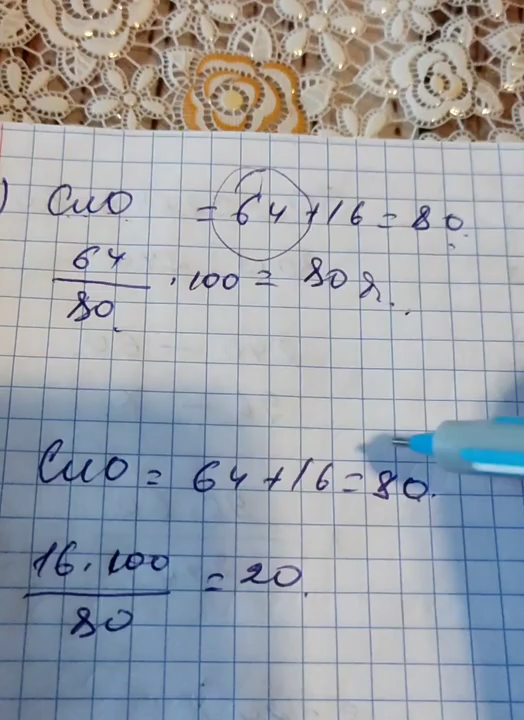 ) CuO = 64+16=80.
64/80 · 100 = 80 г.
CuO = 64+16=80.
16·100/80 = 20.